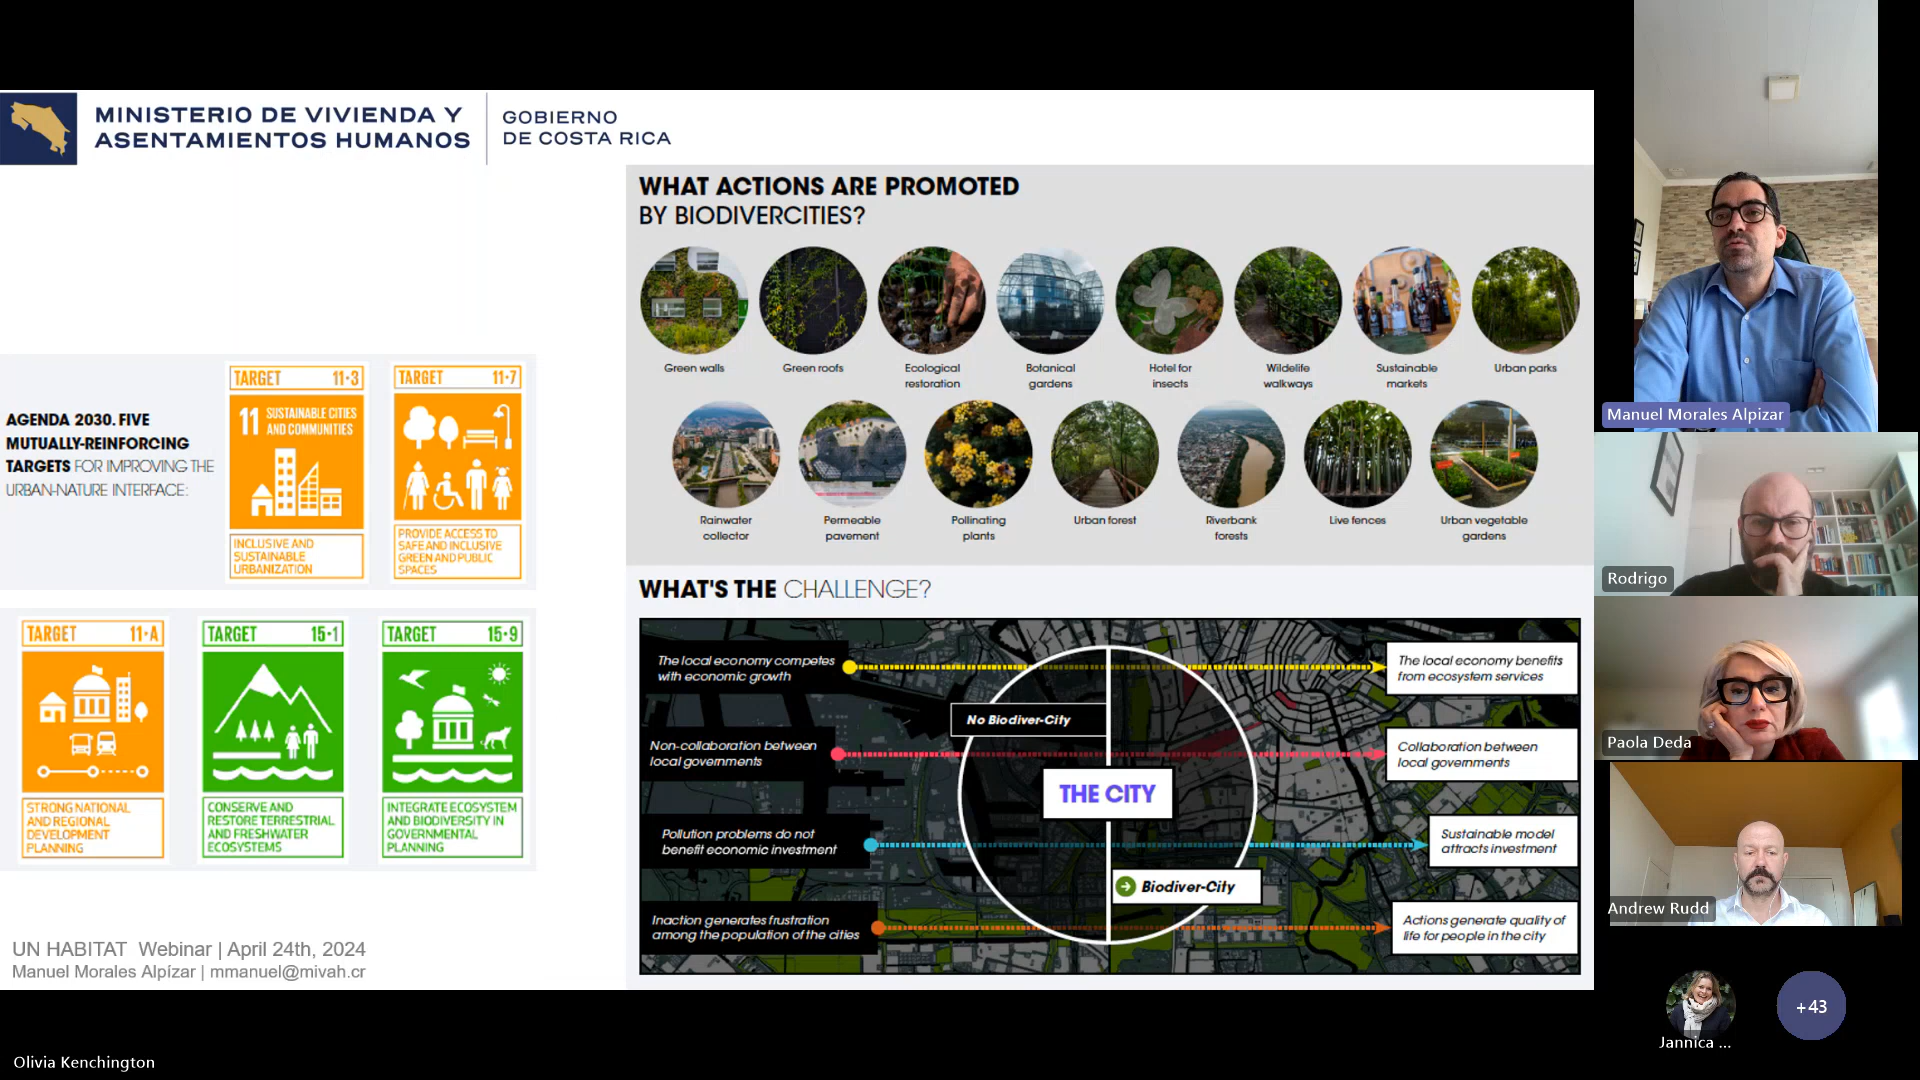 MINISTERIO DE VIVIENDA Y
ASENTAMIENTOS HUMANOS
GOBIERNO
DE COSTA RICA
AGENDA 2030. FIVE
MUTUALLY-REINFORCING
TARGETS FOR IMPROVING THE
URBAN-NATURE INTERFACE:
TARGET 11·3
11 SUSTAINABLE CITIES
AND COMMUNITIES
INCLUSIVE AND
SUSTAINABLE
URBANIZATION
TARGET 11·7
PROVIDE ACCESS TO
SAFE AND INCLUSIVE
GREEN AND PUBLIC
SPACES
TARGET 11·A
STRONG NATIONAL
AND REGIONAL
DEVELOPMENT
PLANNING
TARGET 15·1
CONSERVE AND
RESTORE TERRESTRIAL
AND FRESHWATER
ECOSYSTEMS
TARGET 15·9
INTEGRATE ECOSYSTEM
AND BIODIVERSITY IN
GOVERNMENTAL
PLANNING
UN HABITAT Webinar | April 24th, 2024
Manuel Morales Alpízar | mmanuel@mivah.cr
WHAT ACTIONS ARE PROMOTED
BY BIODIVERCITIES?
Green walls
Green roofs
Ecological
restoration
Botanical
gardens
Hotel for
insects
Wildelife
walkways
Sustainable
markets
Urban parks
Rainwater
collector
Permeable
pavement
Pollinating
plants
Urban forest
Riverbank
forests
Live fences
Urban vegetable
gardens
WHAT'S THE CHALLENGE?
The local economy competes
with economic growth
The local economy benefits
from ecosystem services
No Biodiver-City
Non-collaboration between
local governments
Collaboration between
local governments
THE CITY
Pollution problems do not
benefit economic investment
Sustainable model
attracts investment
Biodiver-City
Inaction generates frustration
among the population of the cities
Actions generate quality of
life for people in the city
Manuel Morales Alpizar
Rodrigo
Paola Deda
Andrew Rudd
Jannica ...
+43
Olivia Kenchington